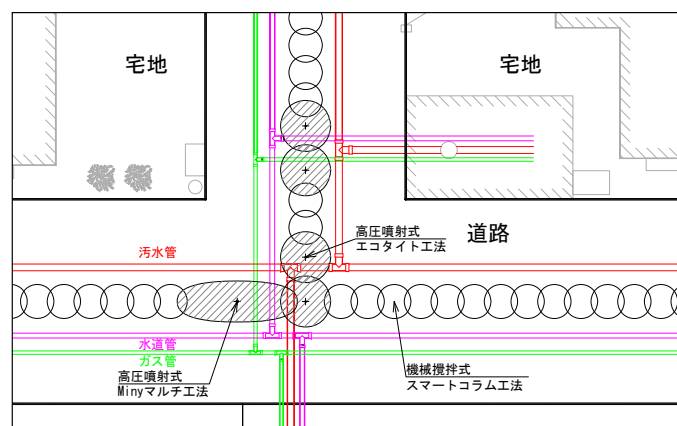 宅地
宅地
高圧噴射式
エコタイト工法
道路
汚水管
水道管
ガス管
高圧噴射式
Minyマルチ工法
機械攪拌式
スマートコラム工法